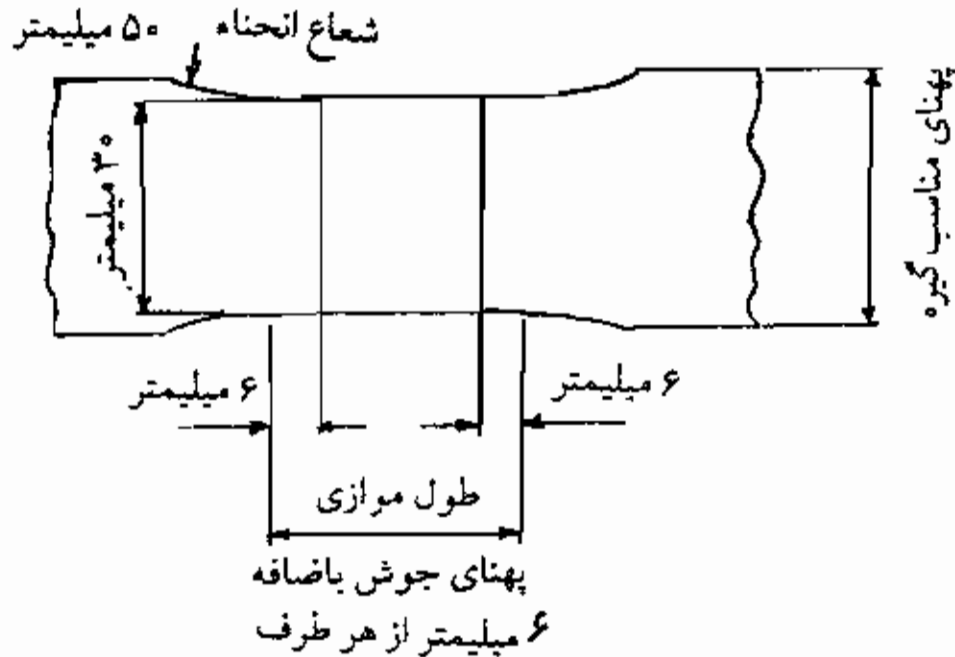 شعاع انحناء ۵۰ میلیمتر
۳۰ میلیمتر
پهنای مناسب گیره
۶ میلیمتر
۶ میلیمتر
طول موازی
پهنای جوش باضافه
۶ میلیمتر از هر طرف